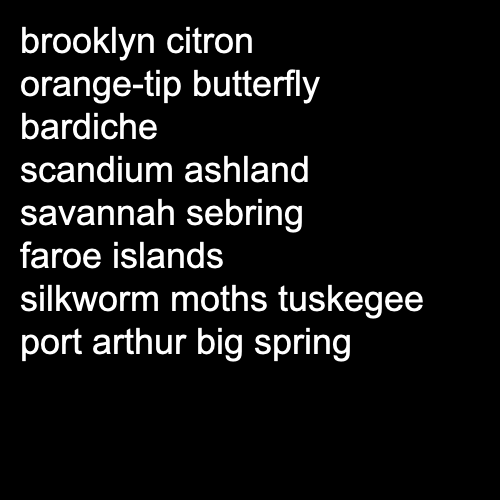 brooklyn citron
orange-tip butterfly
bardiche
scandium ashland
savannah sebring
faroe islands
silkworm moths tuskegee
port arthur big spring